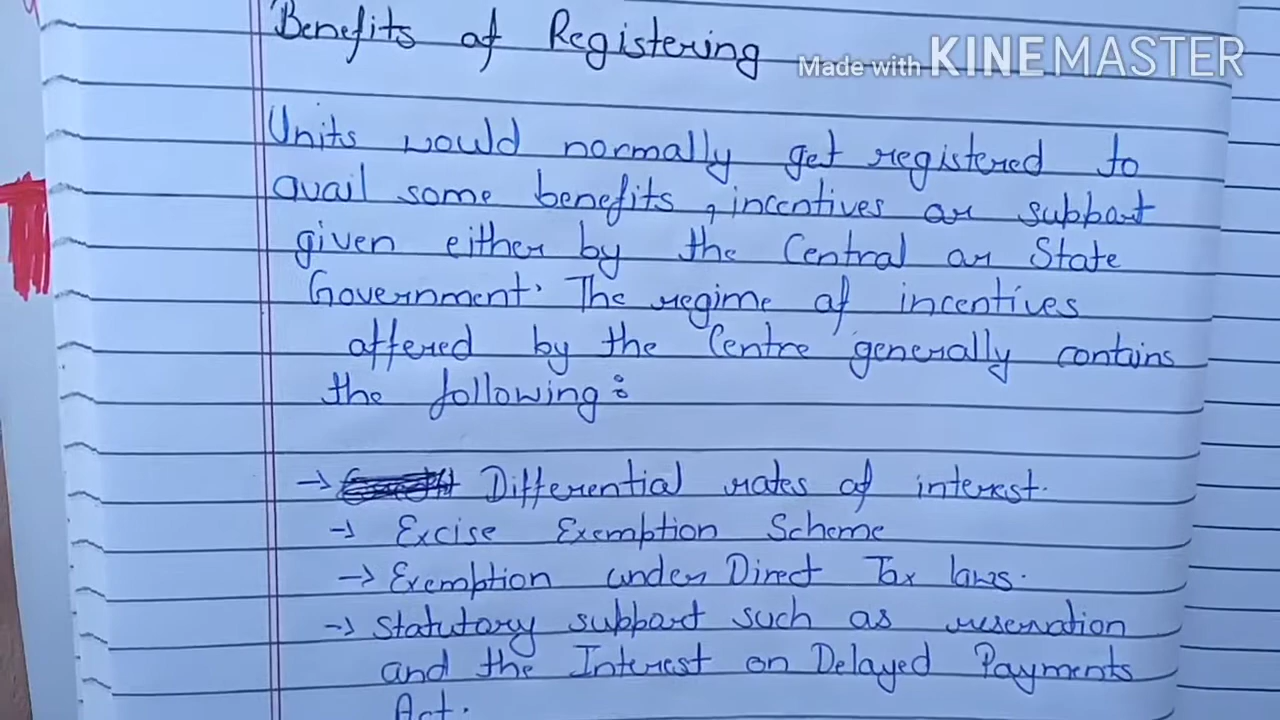 Benefits of Registering
Made with KINEMASTER
Units would normally get registered to
avail some benefits, incentives or support
given either by the Central or State
Government. The regime of incentives
offered by the Centre generally contains
the following:
→ Differential rates of interest.
→ Excise Exemption Scheme
→ Exemption under Direct Tax laws.
→ Statutory support such as reservation
and the Interest on Delayed Payments
Act.